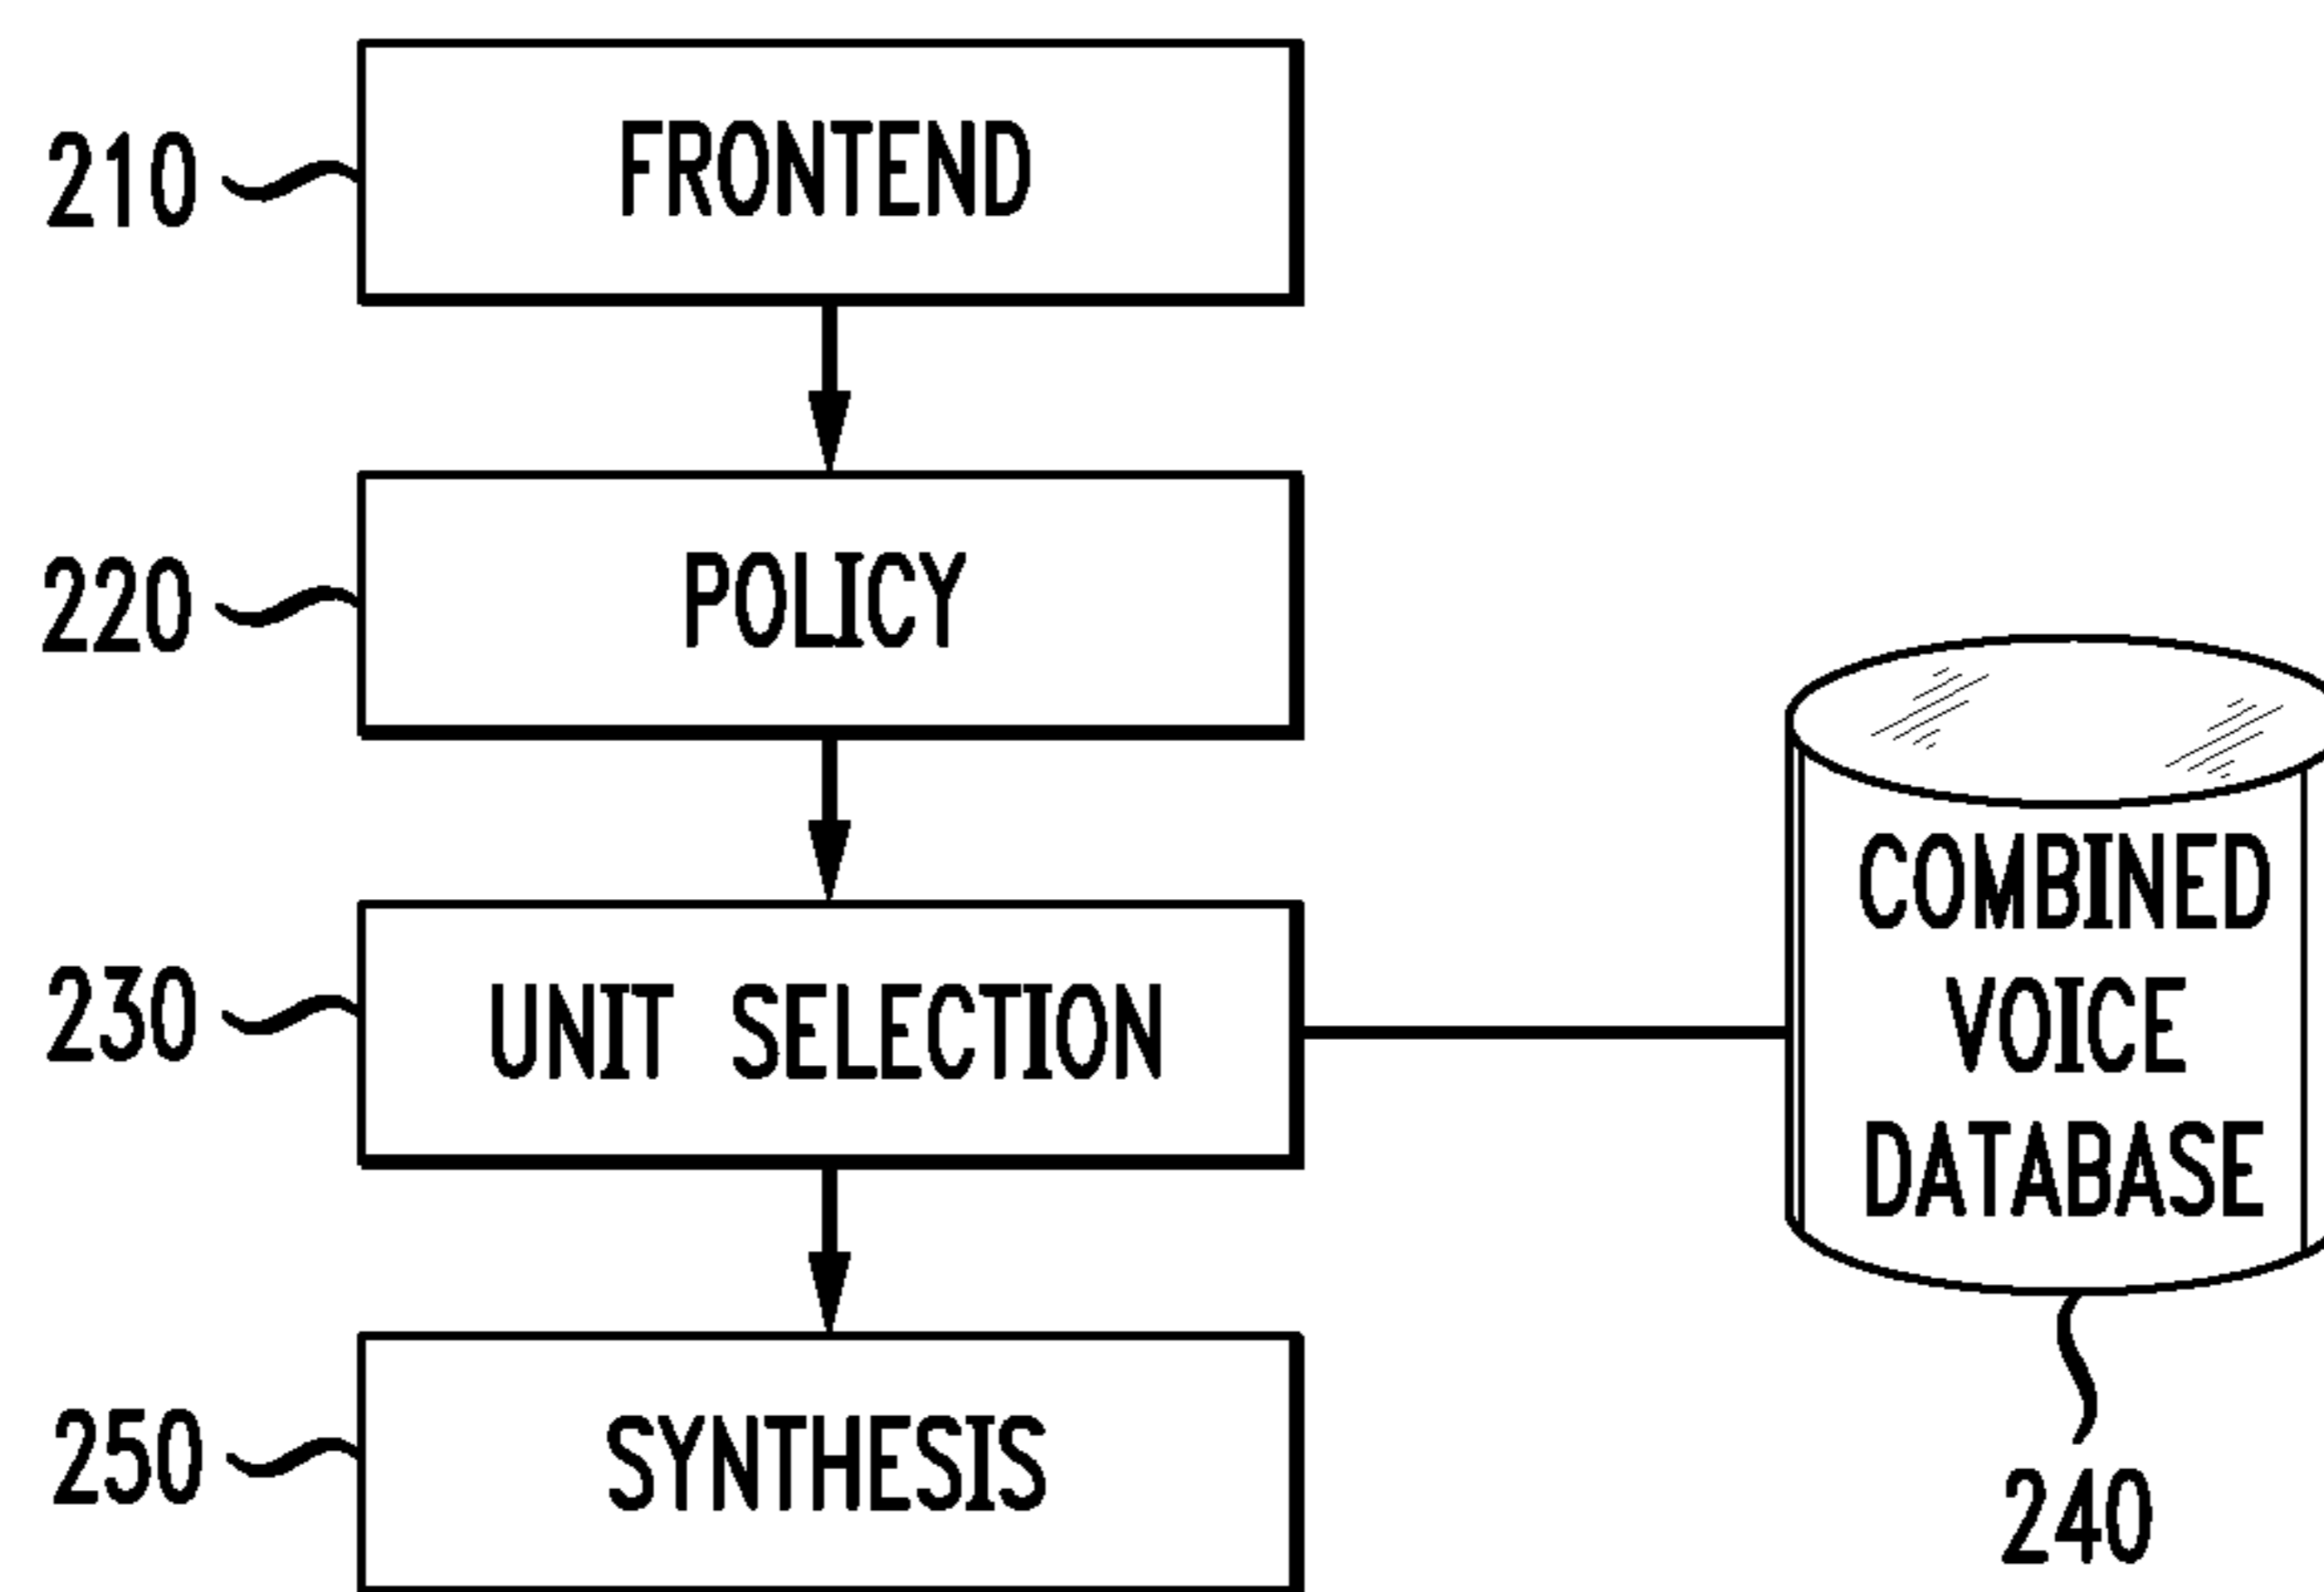 210
FRONTEND
220
POLICY
230
UNIT SELECTION
COMBINED
VOICE
DATABASE
250
SYNTHESIS
240